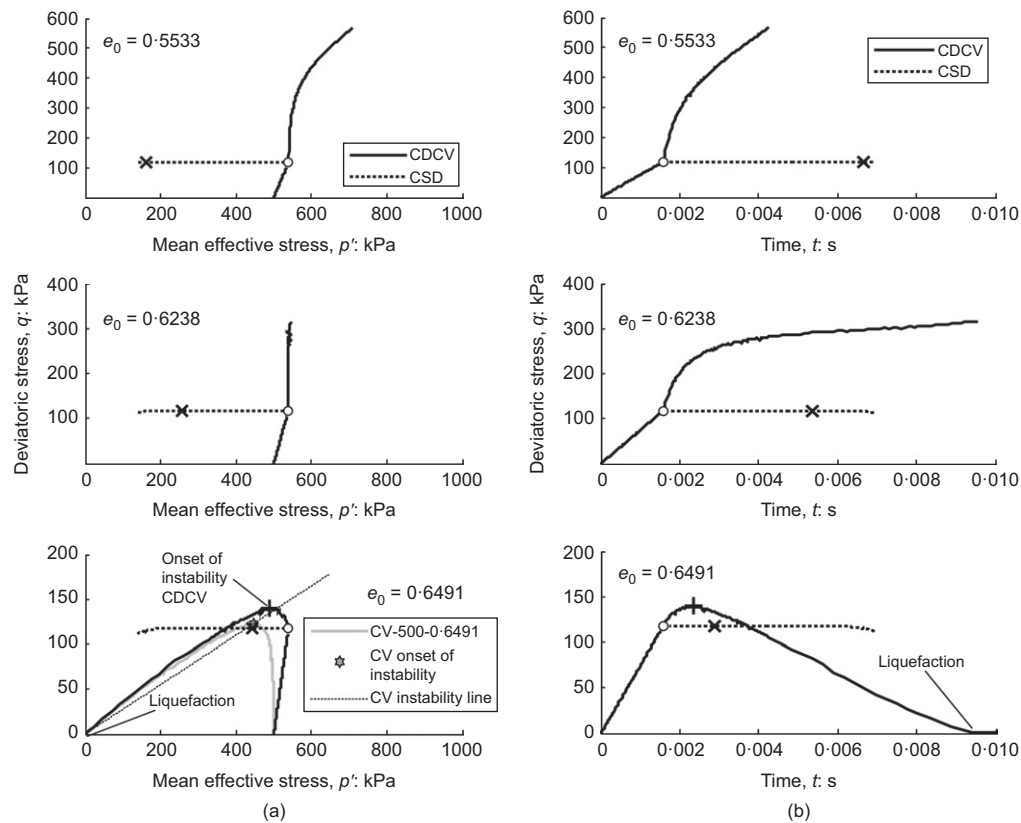 600
500
400
300
200
100
0
200
400
600
800
1000
e0 = 0·5533
CDCV
CSD
Mean effective stress, p′: kPa
600
500
400
300
200
100
0
0·002
0·004
0·006
0·008
0·010
e0 = 0·5533
CDCV
CSD
Time, t: s
Deviatoric stress, q: kPa
400
300
200
100
0
200
400
600
800
1000
e0 = 0·6238
Mean effective stress, p′: kPa
Deviatoric stress, q: kPa
400
300
200
100
0
0·002
0·004
0·006
0·008
0·010
e0 = 0·6238
Time, t: s
200
150
100
50
0
0
200
400
600
800
1000
Onset of
instability
CDCV
e0 = 0·6491
CV-500-0·6491
CV onset of
instability
CV instability line
Liquefaction
Mean effective stress, p′: kPa
(a)
200
150
100
50
0
0
0·002
0·004
0·006
0·008
0·010
e0 = 0·6491
Liquefaction
Time, t: s
(b)